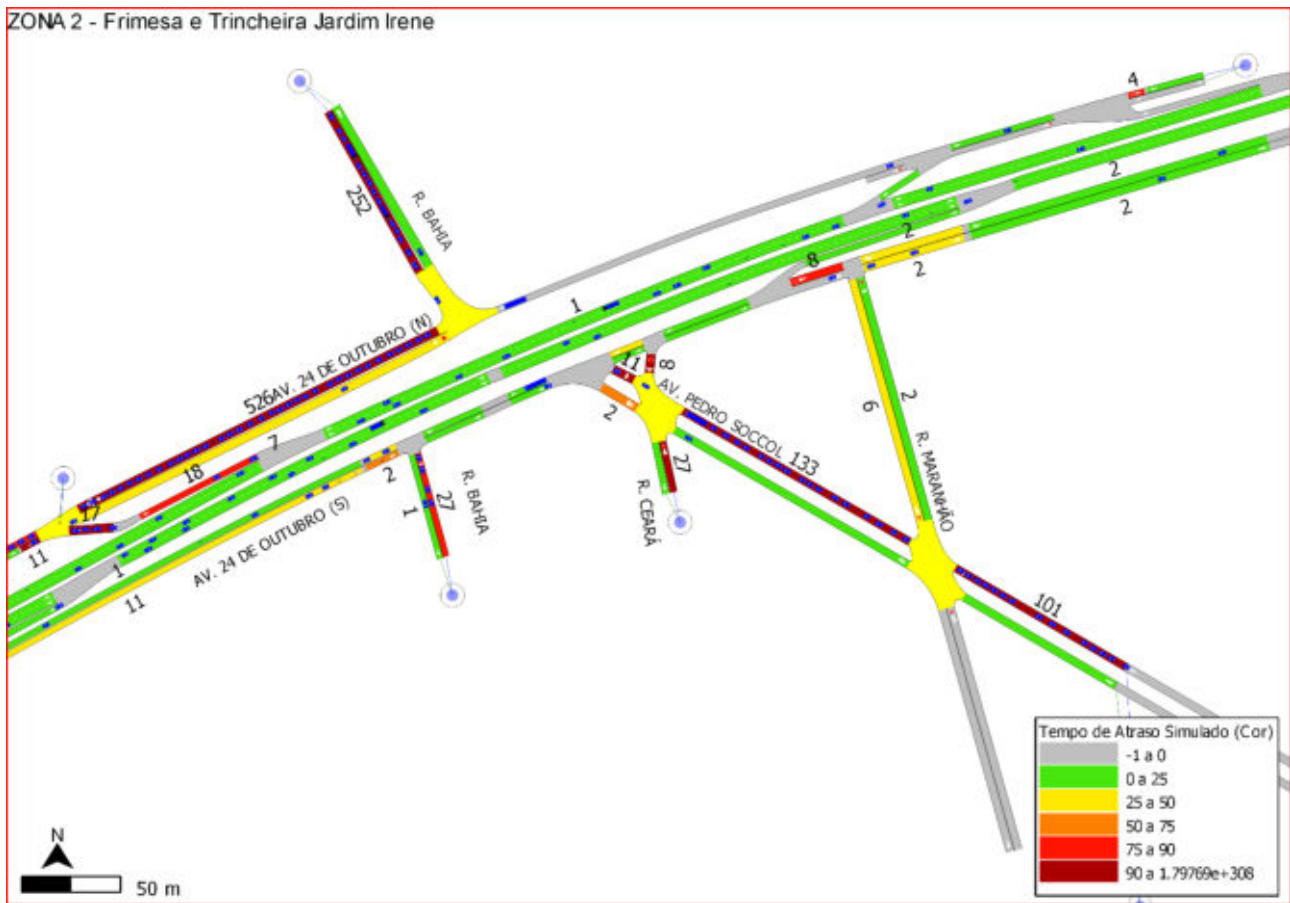 ZONA 2 - Frimesa e Trincheira Jardim Irene
4
252
R. BAHIA
2
2
2
8
2
1
526
AV. 24 DE OUTUBRO (N)
11
8
AV. PEDRO SOCCOL
133
2
6
2
R. MARANHÃO
7
18
17
11
2
27
R. BAHIA
1
27
R. CEARÁ
AV. 24 DE OUTUBRO (S)
1
11
101
Tempo de Atraso Simulado (Cor)
-1 a 0
0 a 25
25 a 50
50 a 75
75 a 90
90 a 1.79769e+308
N
50 m